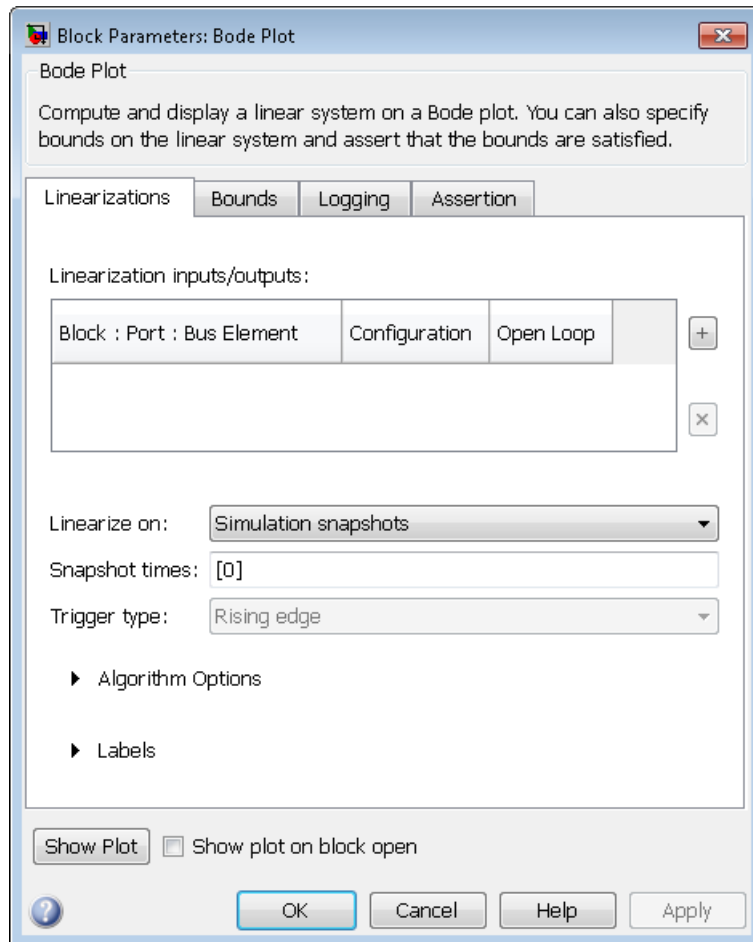 Block Parameters: Bode Plot
Bode Plot
Compute and display a linear system on a Bode plot. You can also specify
bounds on the linear system and assert that the bounds are satisfied.
Linearizations Bounds Logging Assertion
Linearization inputs/outputs:
Block : Port : Bus Element Configuration Open Loop
Linearize on: Simulation snapshots
Snapshot times: [0]
Trigger type: Rising edge
Algorithm Options
Labels
Show Plot Show plot on block open
OK Cancel Help Apply